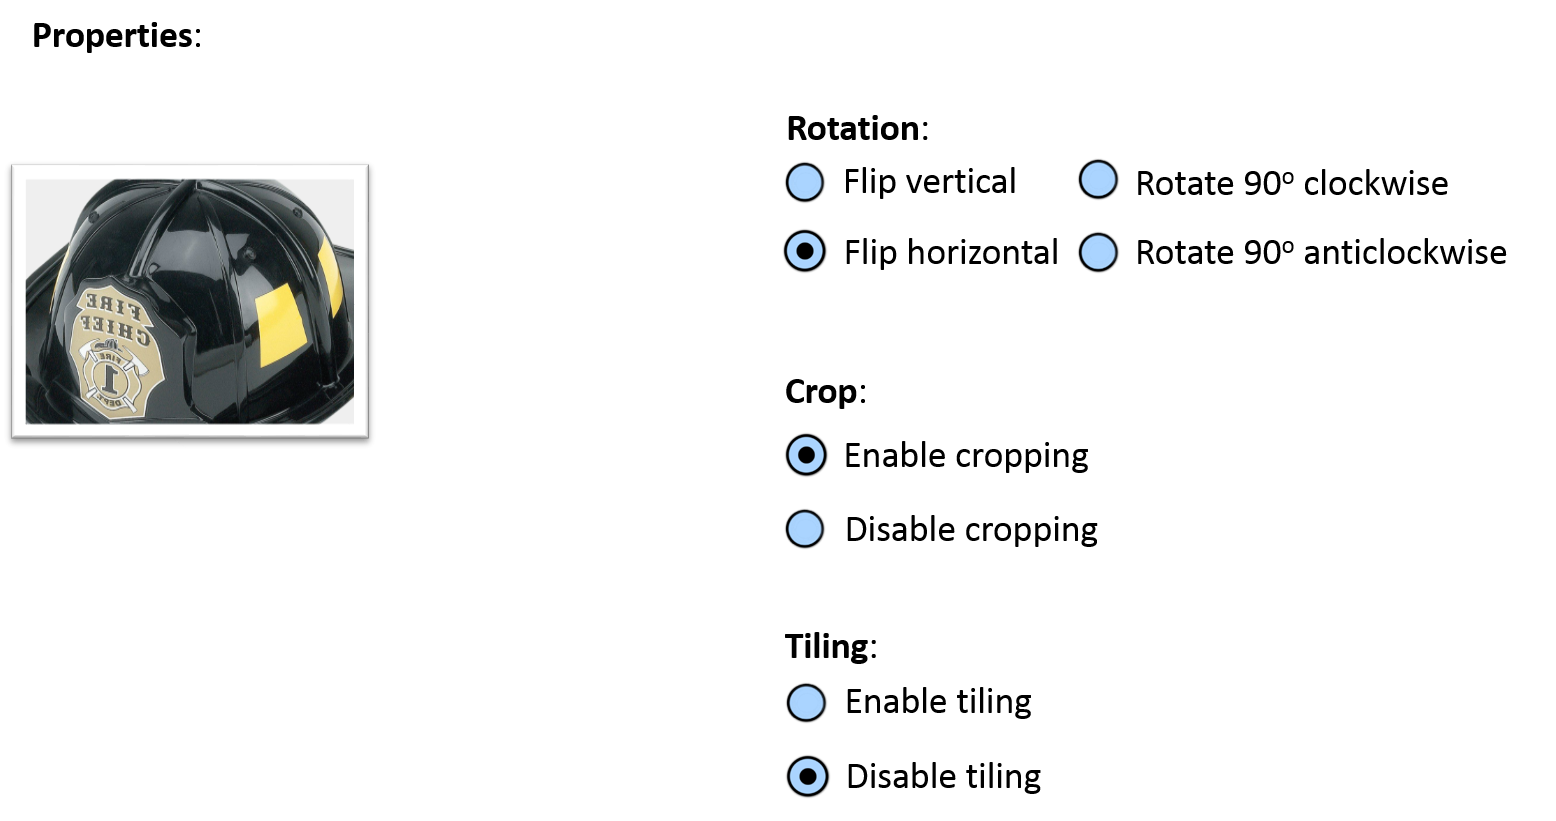 Properties:
FIRE
CHIEF
FIRE
1
DEPT.
Rotation:
Flip vertical
Rotate 90º clockwise
Flip horizontal
Rotate 90º anticlockwise
Crop:
Enable cropping
Disable cropping
Tiling:
Enable tiling
Disable tiling